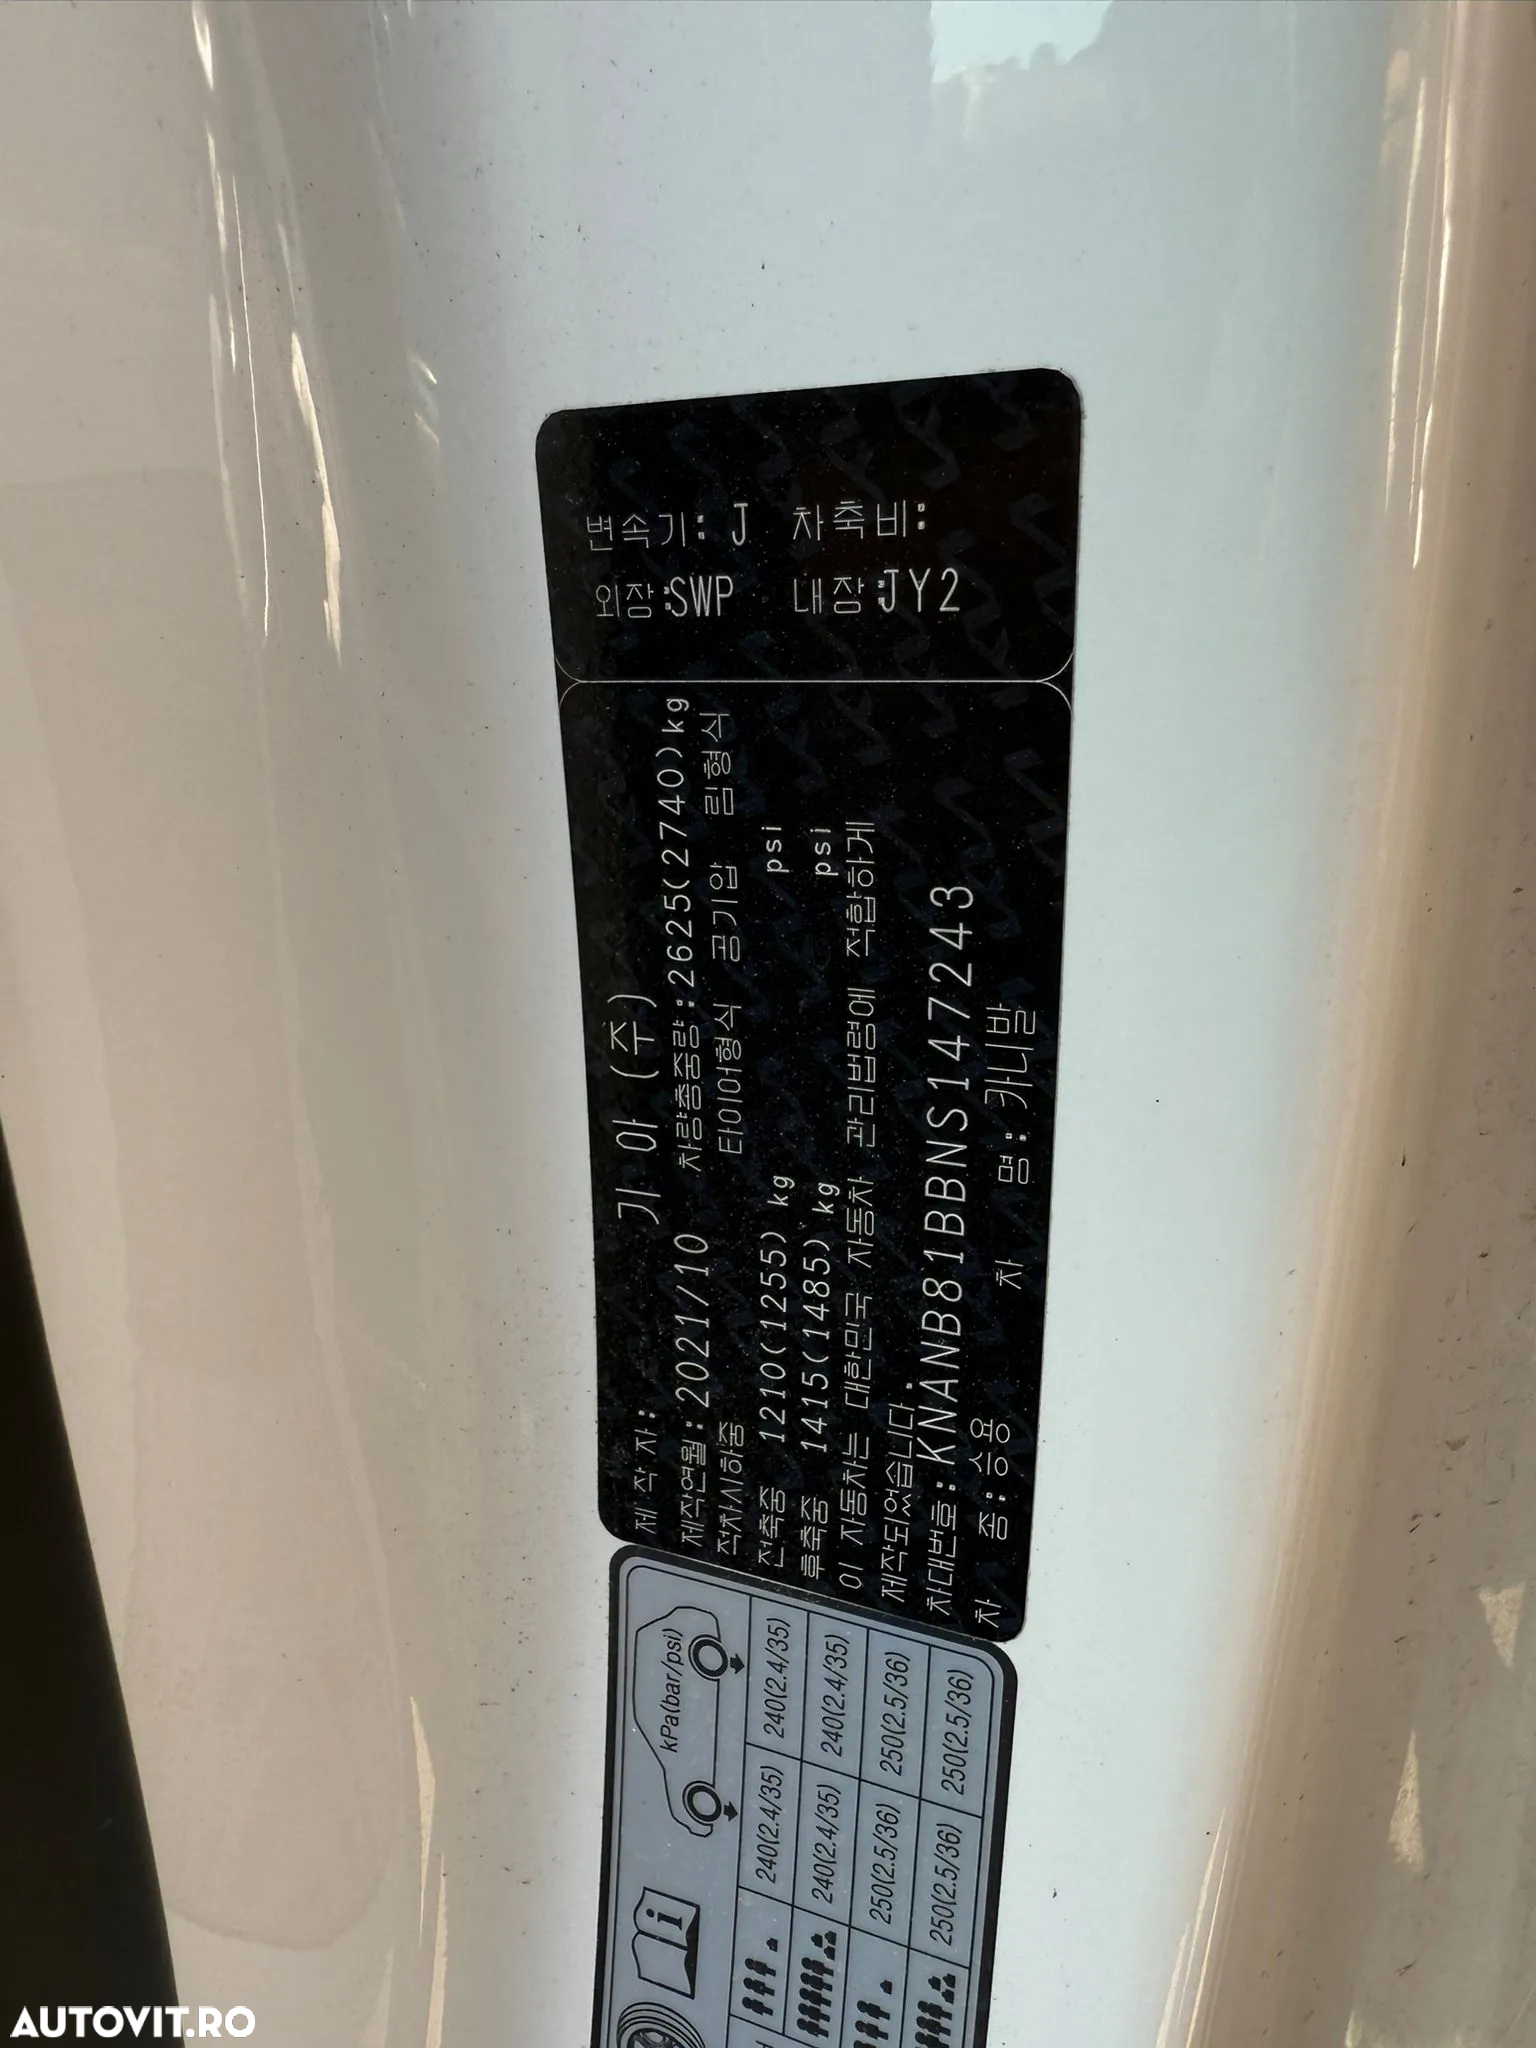 제 작 자: 기 아 (주)
제작연월: 2021/10 차량총중량:2625(2740)kg
적차시하중 타이어형식 공기압 림형식
전축중 1210(1255) kg psi
후축중 1415(1485) kg psi
이 자동차는 대한민국 자동차 관리법령에 적합하게
제작되었습니다.
차대번호: KNANB81BBNS147243
차 종: 승용 차 명: 카니발
변속기: J 차축비:
외장:SWP 내장:JY2
kPa(bar/psi)
240(2.4/35) 240(2.4/35)
240(2.4/35) 240(2.4/35)
250(2.5/36) 250(2.5/36)
250(2.5/36) 250(2.5/36)
i
AUTOVIT.RO